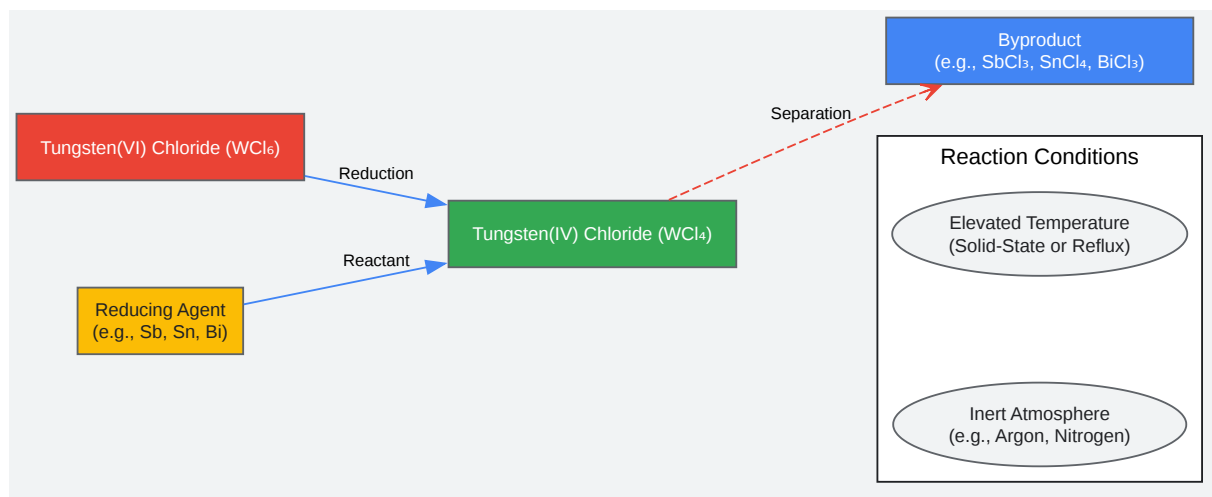 Byproduct
(e.g., SbCl₃, SnCl₄, BiCl₃)
Separation
Tungsten(VI) Chloride (WCl₆)
Reduction
Tungsten(IV) Chloride (WCl₄)
Reactant
Reducing Agent
(e.g., Sb, Sn, Bi)
Reaction Conditions
Elevated Temperature
(Solid-State or Reflux)
Inert Atmosphere
(e.g., Argon, Nitrogen)